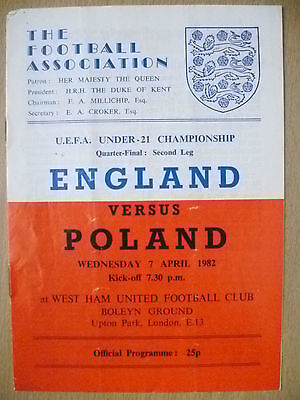 THE
FOOTBALL
ASSOCIATION
Patron: HER MAJESTY THE QUEEN
President: H.R.H. THE DUKE OF KENT
Chairman: F. A. MILLICHIP, Esq.
Secretary: E. A. CROKER, Esq.
U.E.F.A. UNDER-21 CHAMPIONSHIP
Quarter-Final: Second Leg
ENGLAND
VERSUS
POLAND
WEDNESDAY 7 APRIL 1982
Kick-off 7.30 p.m.
at WEST HAM UNITED FOOTBALL CLUB
BOLEYN GROUND
Upton Park, London, E.13
Official Programme: 25p